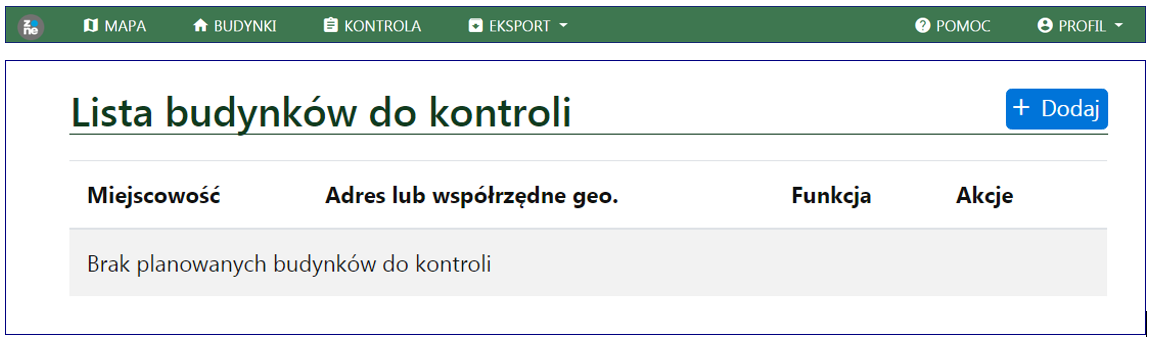 zone MAPA BUDYNKI KONTROLA EKSPORT POMOC PROFIL
Lista budynków do kontroli + Dodaj
Miejscowość Adres lub współrzędne geo. Funkcja Akcje
Brak planowanych budynków do kontroli